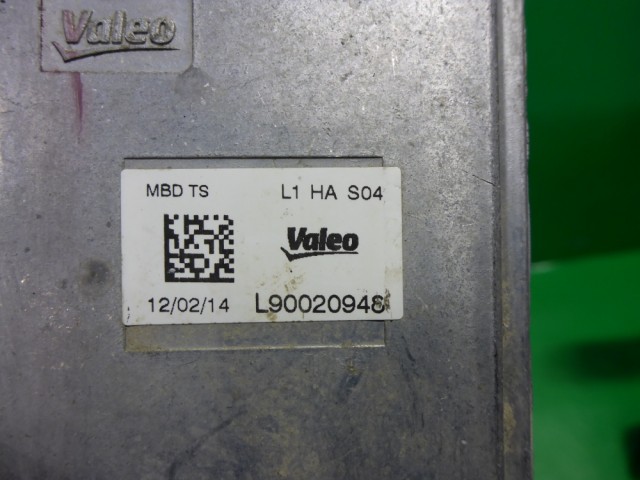 Valeo
MBD TS L1 HA S04
Valeo
12/02/14 L90020948